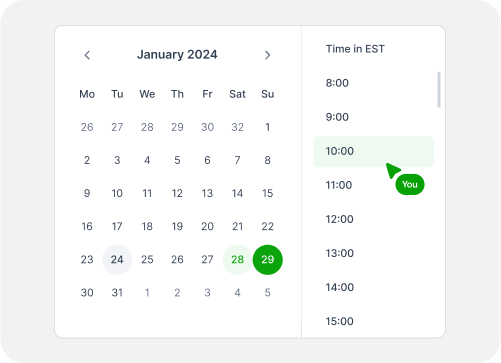 January 2024
Mo Tu We Th Fr Sat Su
26 27 28 29 30 32 1
2 3 4 5 6 7 8
9 10 11 12 13 14 15
16 17 18 19 20 21 22
23 24 25 26 27 28 29
30 31 1 2 3 4 5
Time in EST
8:00
9:00
10:00
11:00
You
12:00
13:00
14:00
15:00